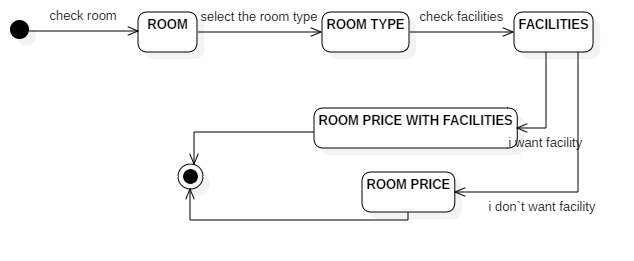 check room
ROOM
select the room type
ROOM TYPE
check facilities
FACILITIES
ROOM PRICE WITH FACILITIES
i want facility
ROOM PRICE
i don`t want facility